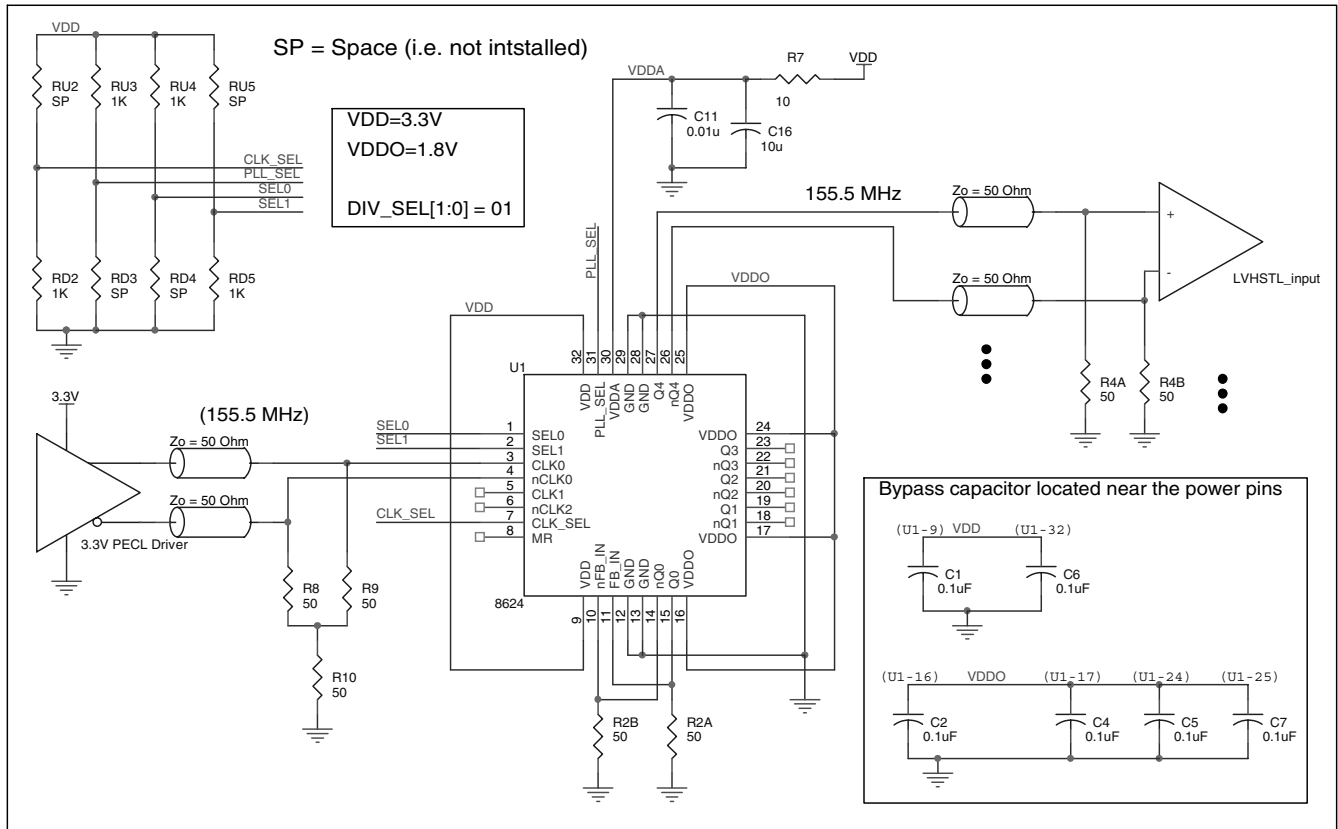 VDD
SP = Space (i.e. not intstalled)
RU2
SP
RU3
1K
RU4
1K
RU5
SP
VDD=3.3V
VDDO=1.8V
DIV_SEL[1:0] = 01
CLK_SEL
PLL_SEL
SEL0
SEL1
RD2
1K
RD3
SP
RD4
SP
RD5
1K
VDDA
R7
10
VDD
C11
0.01u
C16
10u
155.5 MHz
Zo = 50 Ohm
Zo = 50 Ohm
+
-
LVHSTL_input
R4A
50
R4B
50
PLL_SEL
VDDO
VDD
U1
32
31
30
29
28
27
26
25
VDD
PLL_SEL
VDDA
GND
GND
Q4
nQ4
VDDO
3.3V
(155.5 MHz)
Zo = 50 Ohm
Zo = 50 Ohm
3.3V PECL Driver
SEL0
SEL1
CLK_SEL
1
2
3
4
5
6
7
8
SEL0
SEL1
CLK0
nCLK0
CLK1
nCLK2
CLK_SEL
MR
VDDO
Q3
nQ3
Q2
nQ2
Q1
nQ1
VDDO
24
23
22
21
20
19
18
17
VDD
nFB_IN
FB_IN
GND
GND
nQ0
Q0
VDDO
8624
9
10
11
12
13
14
15
16
R8
50
R9
50
R10
50
R2B
50
R2A
50
Bypass capacitor located near the power pins
(U1-9)
VDD
(U1-32)
C1
0.1uF
C6
0.1uF
(U1-16)
VDDO
(U1-17)
(U1-24)
(U1-25)
C2
0.1uF
C4
0.1uF
C5
0.1uF
C7
0.1uF